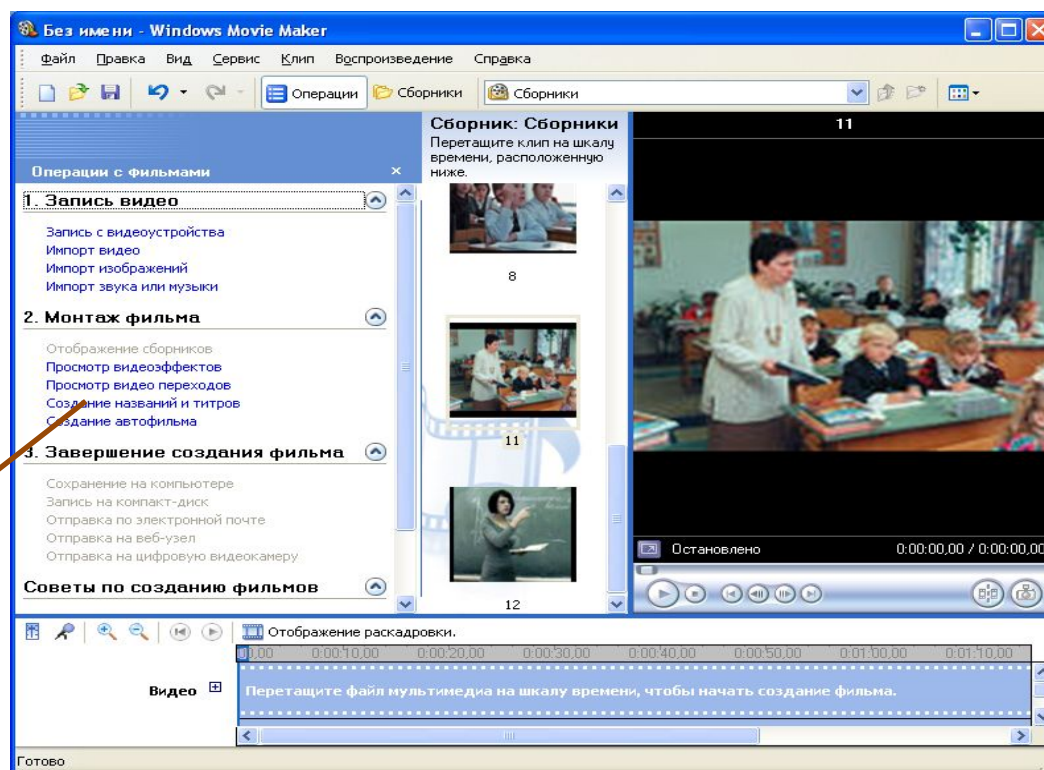 Без имени - Windows Movie Maker
Файл Правка Вид Сервис Клип Воспроизведение Справка
Операции Сборники Сборники
Операции с фильмами
1. Запись видео
Запись с видеоустройства
Импорт видео
Импорт изображений
Импорт звука или музыки
2. Монтаж фильма
Отображение сборников
Просмотр видеоэффектов
Просмотр видео переходов
Создание названий и титров
Создание автофильма
3. Завершение создания фильма
Сохранение на компьютере
Запись на компакт-диск
Отправка по электронной почте
Отправка на веб-узел
Отправка на цифровую видеокамеру
Советы по созданию фильмов
Сборник: Сборники
Перетащите клип на шкалу
времени, расположенную
ниже.
8
11
12
11
Остановлено 0:00:00,00 / 0:00:00,00
Отображение раскадровки.
0:00:10,00 0:00:20,00 0:00:30,00 0:00:40,00 0:00:50,00 0:01:00,00 0:01:10,00
Видео
Перетащите файл мультимедиа на шкалу времени, чтобы начать создание фильма.
Готово